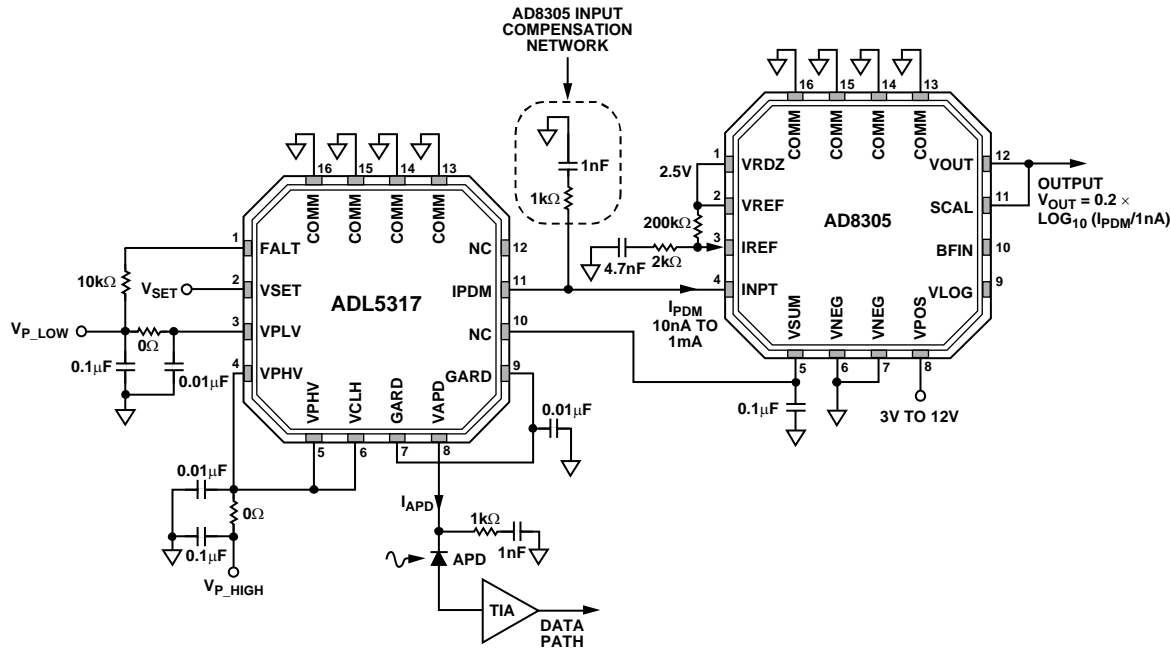 AD8305 INPUT
COMPENSATION
NETWORK
16
15
14
13
COMM
COMM
COMM
COMM
1
VRDZ
2.5V
2
VREF
200kΩ
3
IREF
4.7nF
2kΩ
4
INPT
AD8305
VOUT
12
SCAL
11
BFIN
10
VLOG
9
VSUM
VNEG
VNEG
VPOS
5
6
7
8
0.1μF
3V TO 12V
OUTPUT
VOUT = 0.2 ×
LOG10 (IPDM/1nA)
1nF
1kΩ
16
15
14
13
COMM
COMM
COMM
COMM
1
FALT
10kΩ
VSET
2
VSET
VP_LOW
3
VPLV
0Ω
0.1μF
0.01μF
4
VPHV
ADL5317
NC
12
IPDM
11
NC
10
GARD
9
IPDM
10nA TO
1mA
VPHV
VCLH
GARD
VAPD
5
6
7
8
0.01μF
0.01μF
0Ω
0.1μF
VP_HIGH
IAPD
1kΩ
1nF
APD
TIA
DATA
PATH